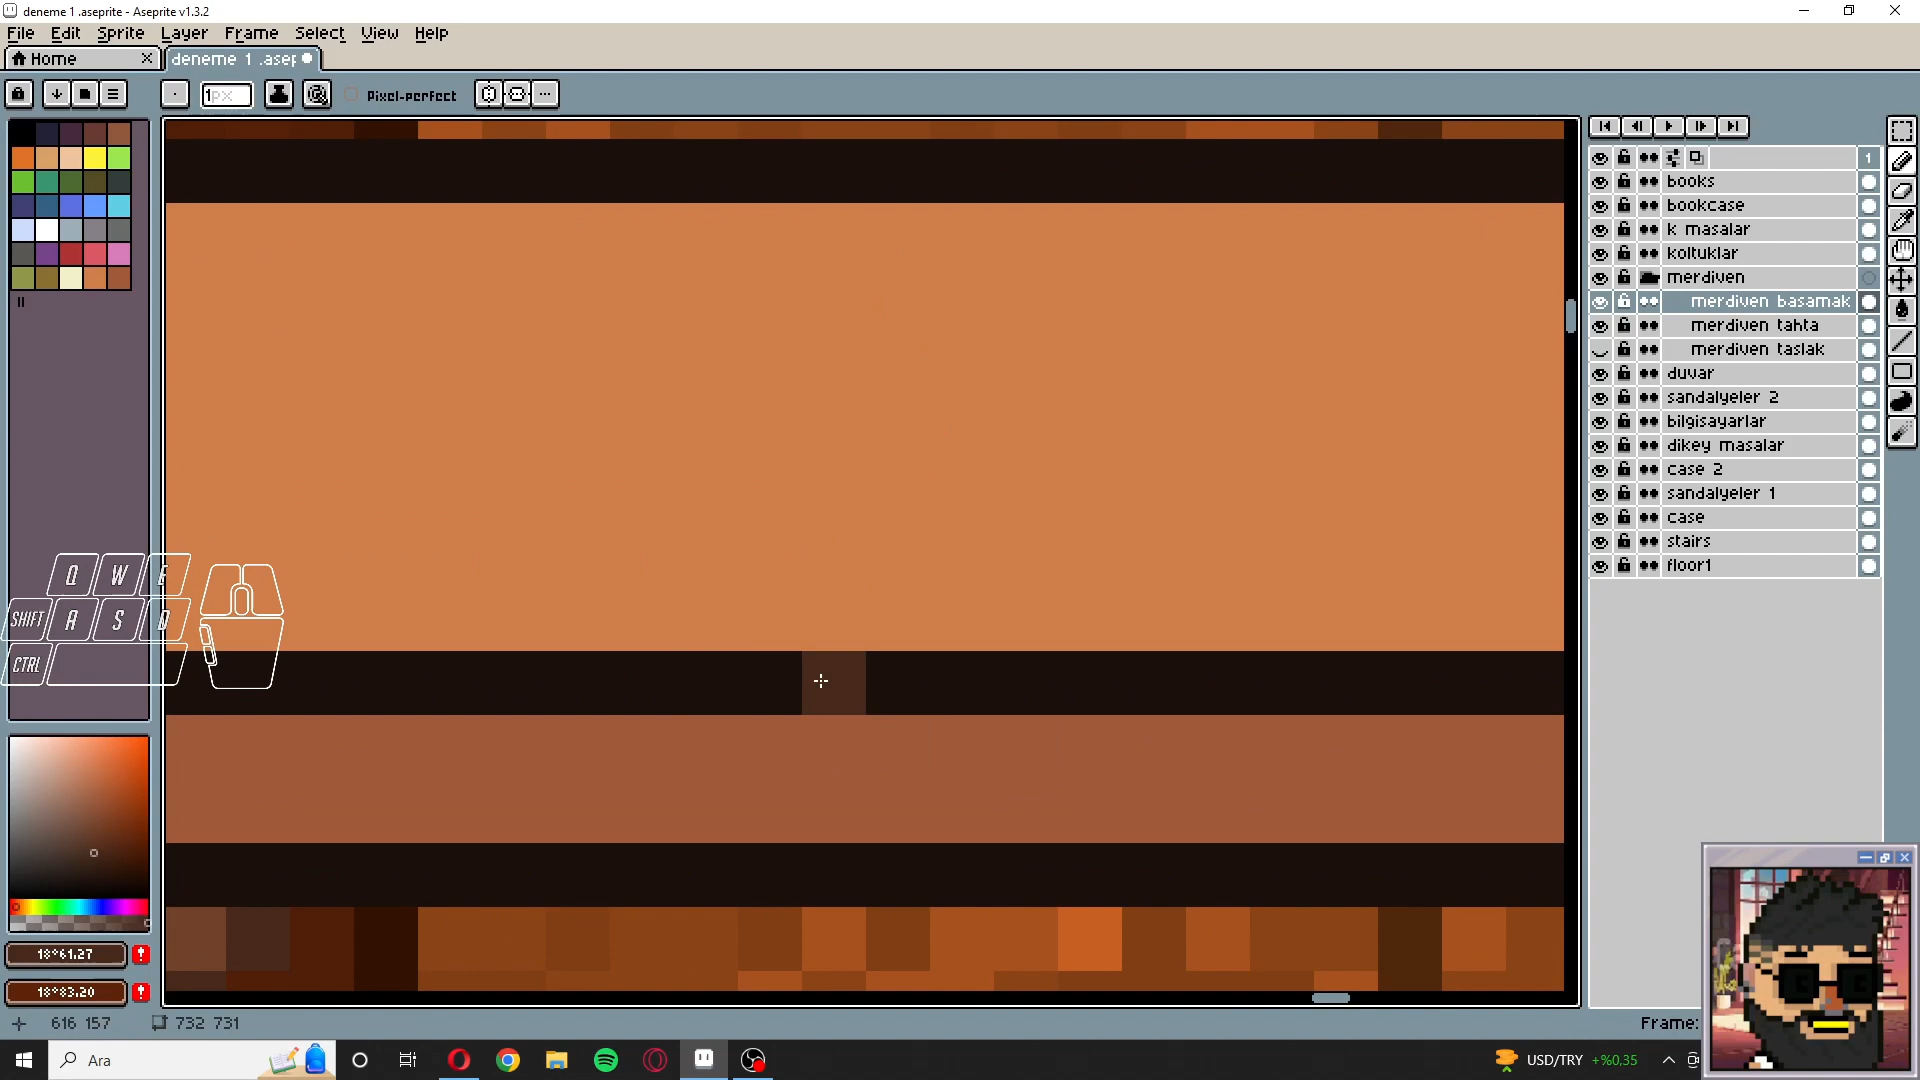 deneme 1 .aseprite - Aseprite v1.3.2
File Edit Sprite Layer Frame Select View Help
Home
deneme 1 .asep
1px
Pixel-perfect
1
books
bookcase
k masalar
koltuklar
merdiven
merdiven basamak
merdiven tahta
merdiven taslak
duvar
sandalyeler 2
bilgisayarlar
dikey masalar
case 2
sandalyeler 1
case
stairs
floor1
Q W E
SHIFT A S D
CTRL
18°61.27
18°83.20
616 157 732 731
Frame:
Ara
USD/TRY +%0,35